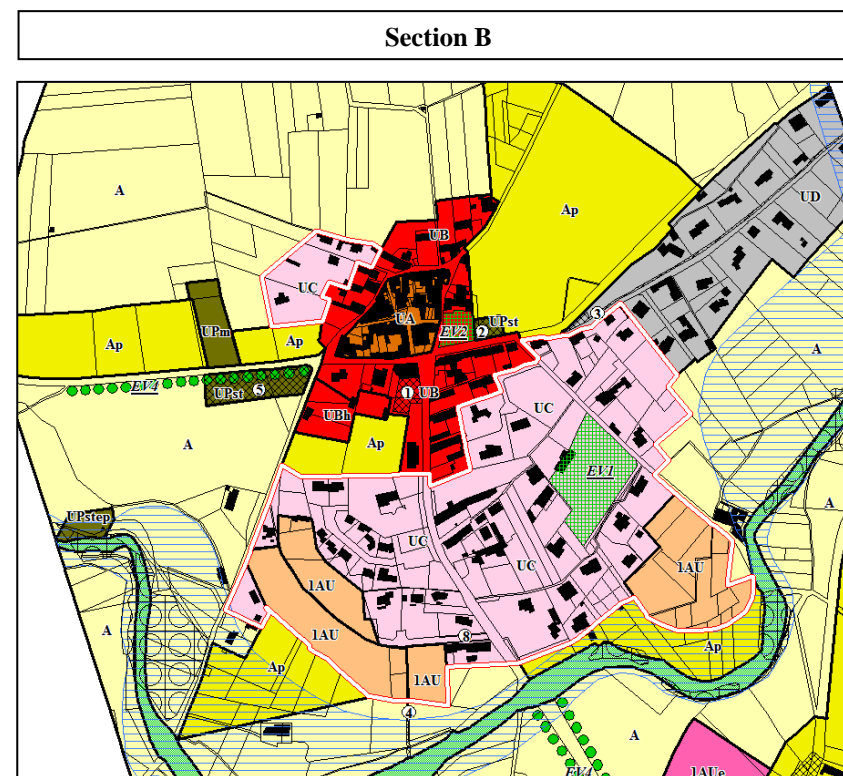 Section B
A
UD
Ap
UB
UC
UA
EV2
②
UPst
③
UPm
Ap
Ap
EV4
UPst
⑤
①
UB
UBh
UC
A
A
Ap
EV1
A
UPstep
UC
UC
1AU
1AU
A
1AU
⑧
Ap
Ap
1AU
④
A
EV4
1AUe